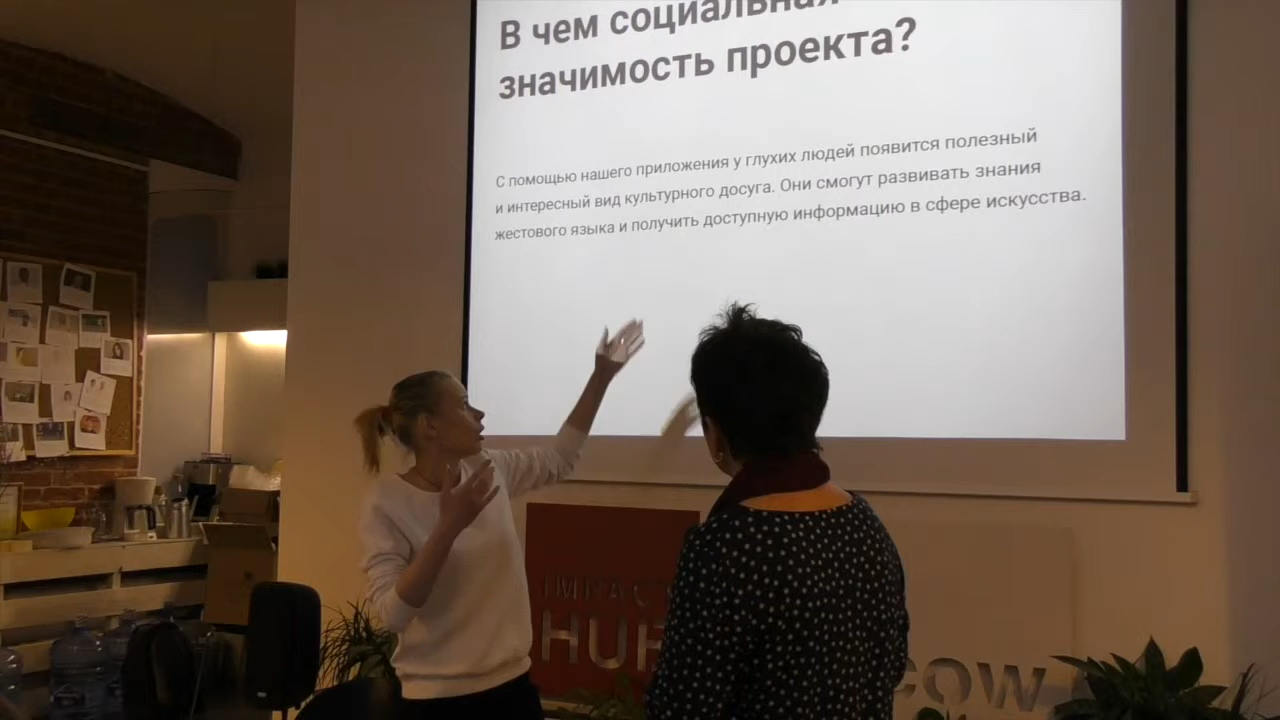 В чем социальная
значимость проекта?
С помощью нашего приложения у глухих людей появится полезный
и интересный вид культурного досуга. Они смогут развивать знания
жестового языка и получить доступную информацию в сфере искусства.
IMPACT
HUB
COW